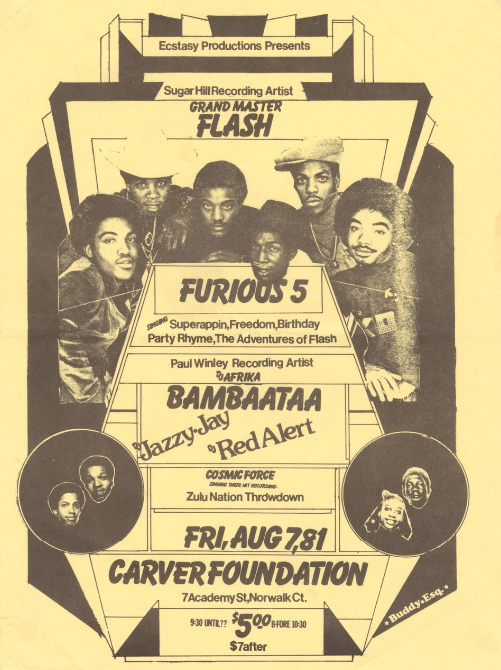 Ecstasy Productions Presents
Sugar Hill Recording Artist
GRAND MASTER
FLASH
FURIOUS 5
SINGING Superappin,Freedom,Birthday
Party Rhyme,The Adventures of Flash
Paul Winley Recording Artist
DJ AFRIKA
BAMBAATAA
DJ Jazzy-Jay
DJ Red Alert
COSMIC FORCE
SINGING THEIR HIT RECORDING
Zulu Nation Throwdown
FRI, AUG 7,81
CARVER FOUNDATION
7 Academy St, Norwalk Ct.
9:30 UNTIL?? $5.00 B-FORE 10:30
$7after
•Buddy•Esq.•